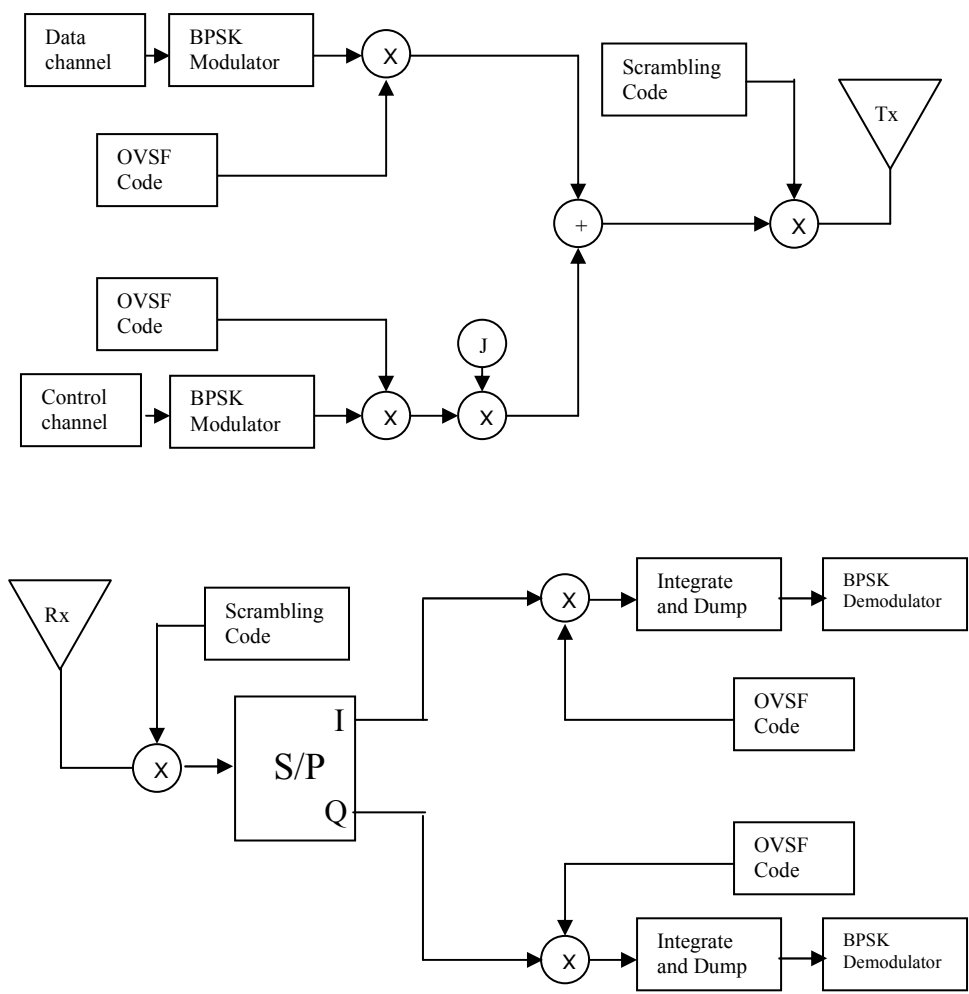 Data
channel
BPSK
Modulator
X
Scrambling
Code
Tx
OVSF
Code
+
X
OVSF
Code
J
Control
channel
BPSK
Modulator
X
X
Rx
Scrambling
Code
X
Integrate
and Dump
BPSK
Demodulator
I
S/P
Q
X
OVSF
Code
OVSF
Code
X
Integrate
and Dump
BPSK
Demodulator